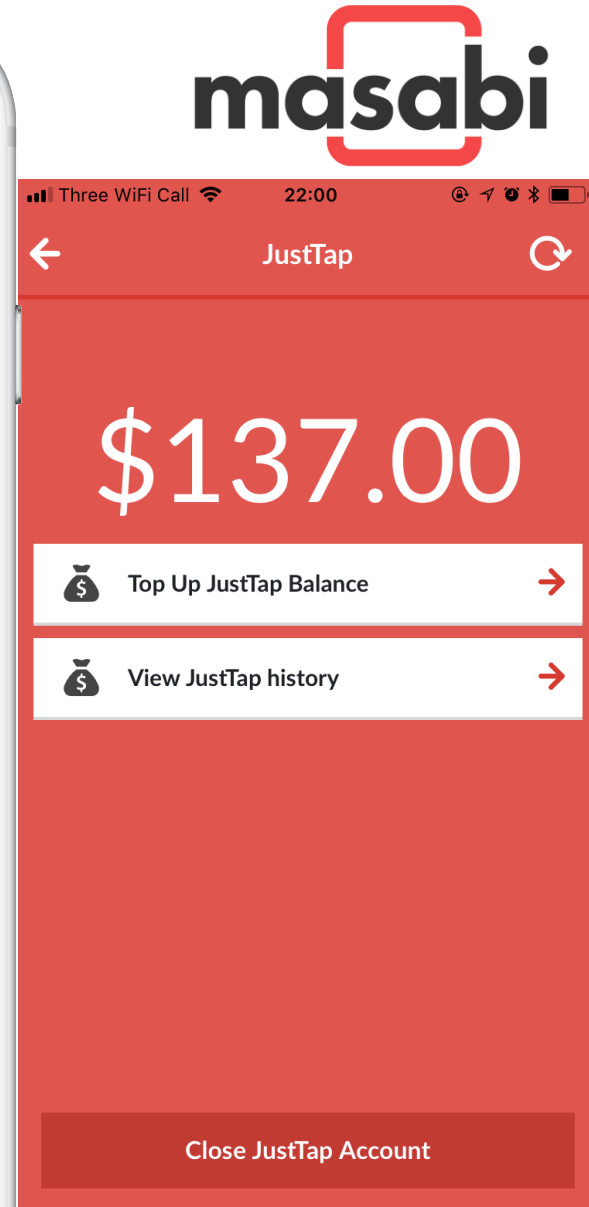 masabi
Three WiFi Call 22:00
JustTap
$137.00
$ Top Up JustTap Balance
$ View JustTap history
Close JustTap Account